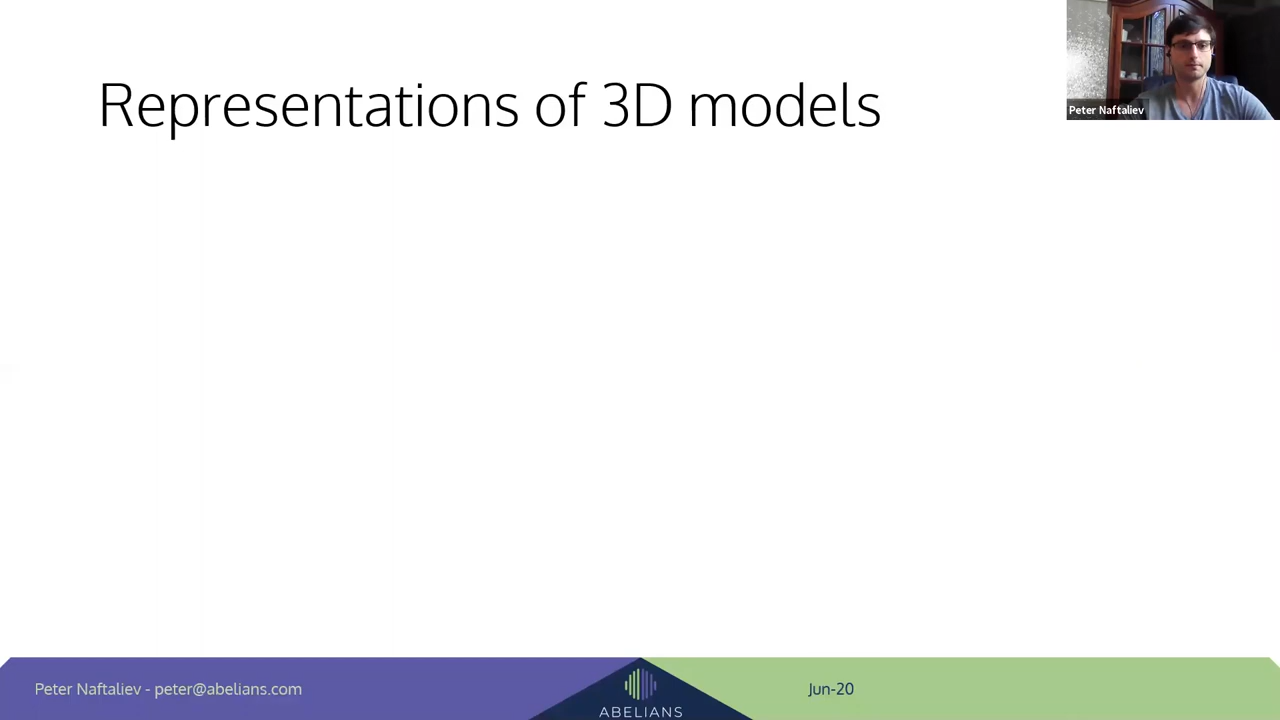 Representations of 3D models
Peter Naftaliev
Peter Naftaliev - peter@abelians.com
ABELIANS
Jun-20